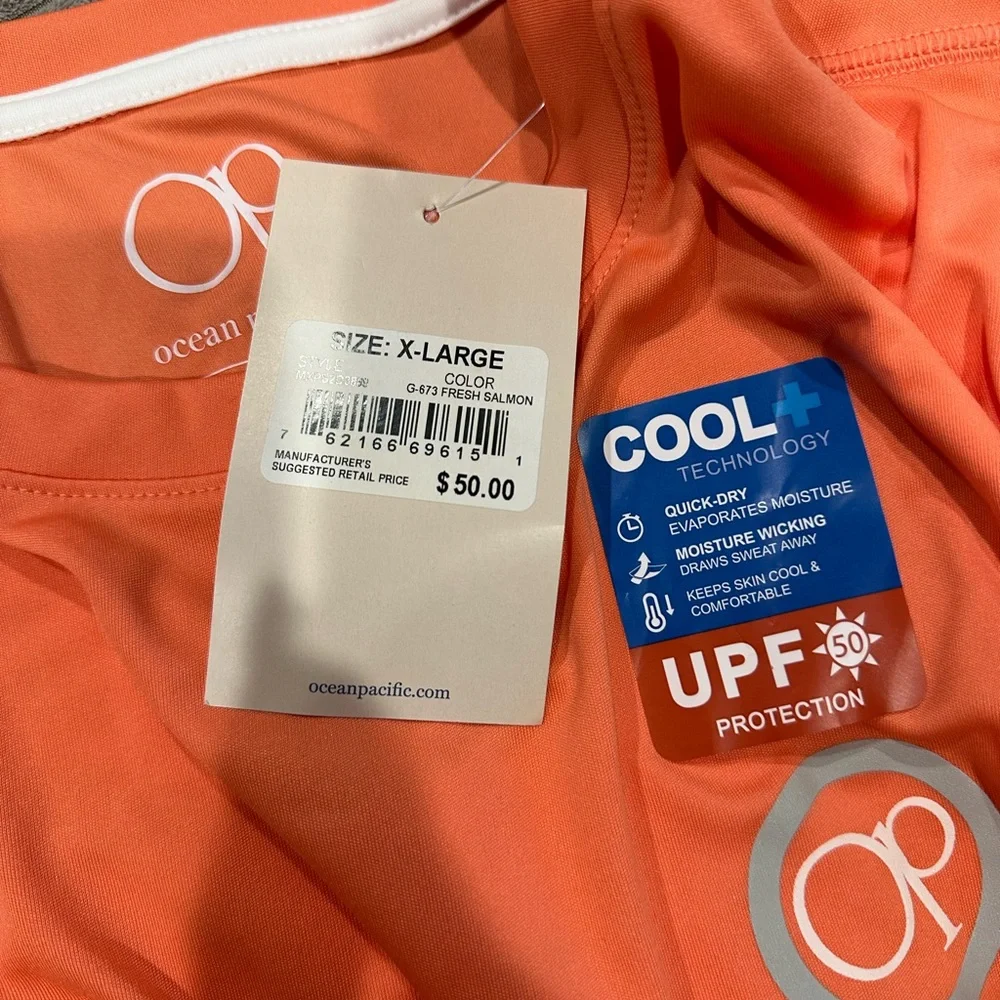 op
ocean
SIZE: X-LARGE
STYLE
COLOR
G-673 FRESH SALMON
7 62166 69615 1
MANUFACTURER'S
SUGGESTED RETAIL PRICE
$50.00
oceanpacific.com
COOL+
TECHNOLOGY
QUICK-DRY
EVAPORATES MOISTURE
MOISTURE WICKING
DRAWS SWEAT AWAY
KEEPS SKIN COOL &
COMFORTABLE
UPF 50
PROTECTION
op